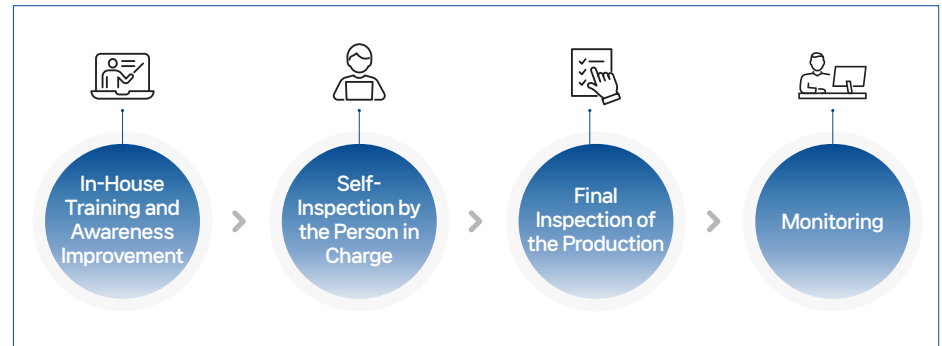 In-House
Training and
Awareness
Improvement
Self-
Inspection by
the Person in
Charge
Final
Inspection of
the Production
Monitoring